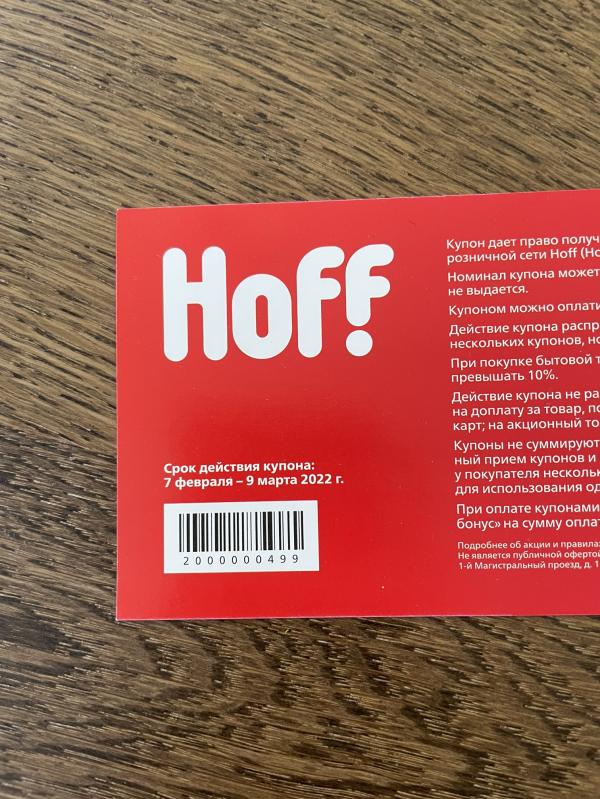 Hoff
Срок действия купона:
7 февраля – 9 марта 2022 г.
2000000499
Купон дает право получ
розничной сети Hoff (Но
Номинал купона может
не выдается.
Купоном можно оплати
Действие купона распр
нескольких купонов, но
При покупке бытовой т
превышать 10%.
Действие купона не ра
на доплату за товар, по
карт; на акционный то
Купоны не суммируют
ный прием купонов и
у покупателя нескольк
для использования од
При оплате купонами
бонус» на сумму оплат
Подробнее об акции и правилах
Не является публичной офертой
1-й Магистральный проезд, д. 1